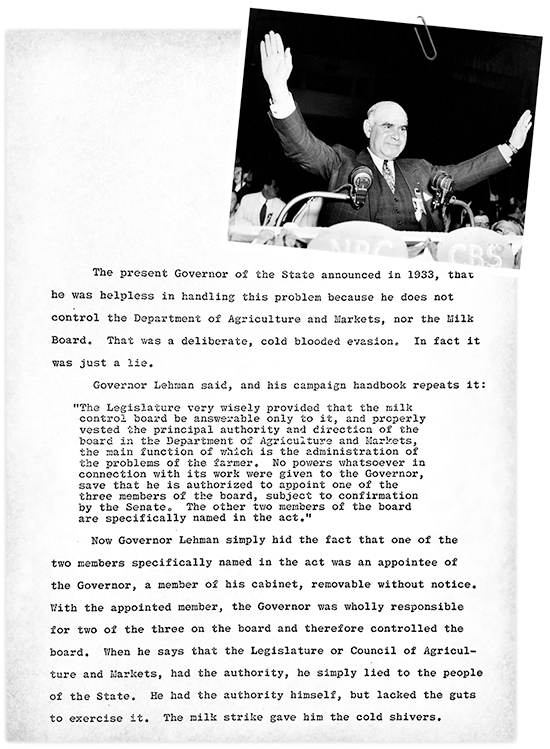 NBC
CBS
The present Governor of the State announced in 1933, that
he was helpless in handling this problem because he does not
control the Department of Agriculture and Markets, nor the Milk
Board. That was a deliberate, cold blooded evasion. In fact it
was just a lie.
Governor Lehman said, and his campaign handbook repeats it:
"The Legislature very wisely provided that the milk
control board be answerable only to it, and properly
vested the principal authority and direction of the
board in the Department of Agriculture and Markets,
the main function of which is the administration of
the problems of the farmer. No powers whatsoever in
connection with its work were given to the Governor,
save that he is authorized to appoint one of the
three members of the board, subject to confirmation
by the Senate. The other two members of the board
are specifically named in the act."
Now Governor Lehman simply hid the fact that one of the
two members specifically named in the act was an appointee of
the Governor, a member of his cabinet, removable without notice.
With the appointed member, the Governor was wholly responsible
for two of the three on the board and therefore controlled the
board. When he says that the Legislature or Council of Agricul-
ture and Markets, had the authority, he simply lied to the people
of the State. He had the authority himself, but lacked the guts
to exercise it. The milk strike gave him the cold shivers.